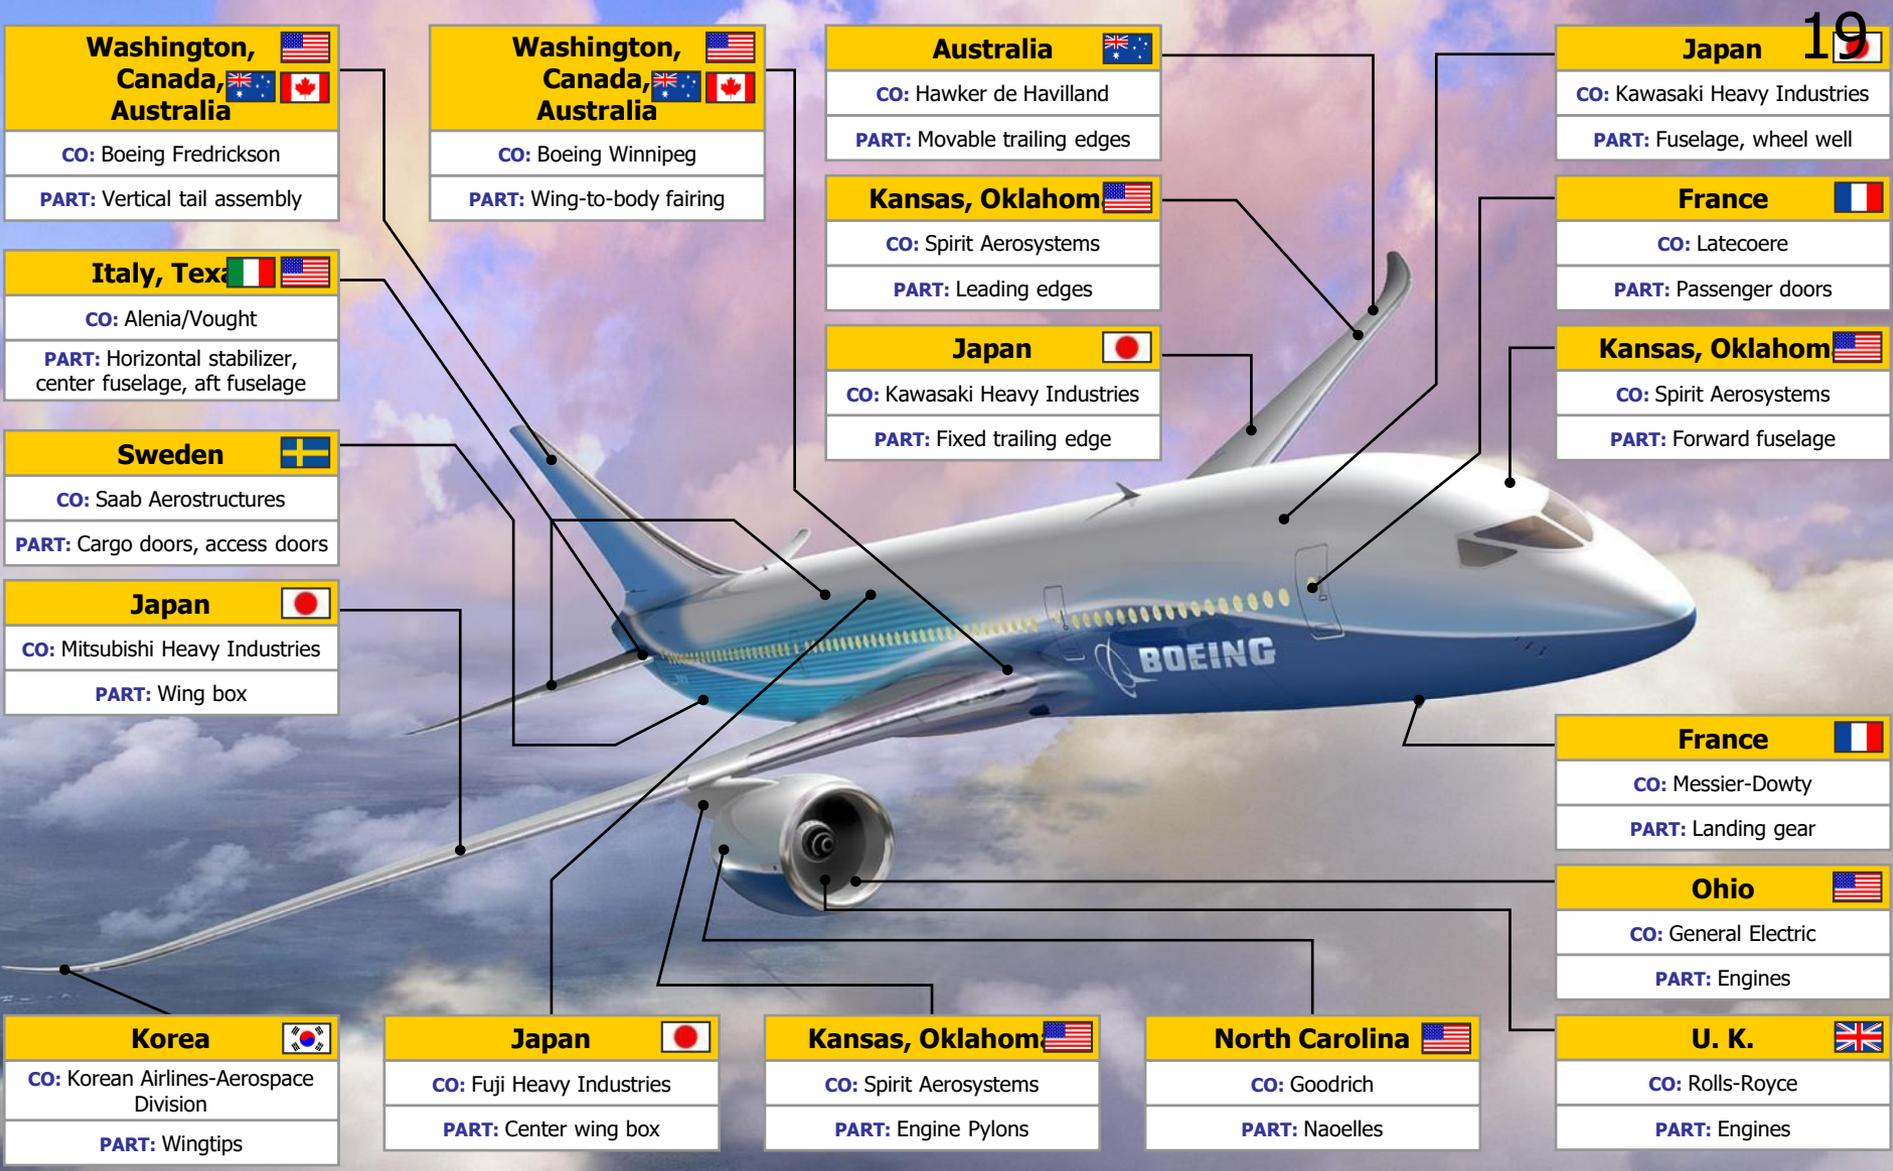 19
Washington,
Canada,
Australia
CO: Boeing Fredrickson
PART: Vertical tail assembly
Washington,
Canada,
Australia
CO: Boeing Winnipeg
PART: Wing-to-body fairing
Australia
CO: Hawker de Havilland
PART: Movable trailing edges
Japan
CO: Kawasaki Heavy Industries
PART: Fuselage, wheel well
Kansas, Oklahom
CO: Spirit Aerosystems
PART: Leading edges
France
CO: Latecoere
PART: Passenger doors
Italy, Texa
CO: Alenia/Vought
PART: Horizontal stabilizer,
center fuselage, aft fuselage
Japan
CO: Kawasaki Heavy Industries
PART: Fixed trailing edge
Kansas, Oklahom
CO: Spirit Aerosystems
PART: Forward fuselage
Sweden
CO: Saab Aerostructures
PART: Cargo doors, access doors
Japan
CO: Mitsubishi Heavy Industries
PART: Wing box
BOEING
France
CO: Messier-Dowty
PART: Landing gear
Ohio
CO: General Electric
PART: Engines
Korea
CO: Korean Airlines-Aerospace
Division
PART: Wingtips
Japan
CO: Fuji Heavy Industries
PART: Center wing box
Kansas, Oklahom
CO: Spirit Aerosystems
PART: Engine Pylons
North Carolina
CO: Goodrich
PART: Naoelles
U. K.
CO: Rolls-Royce
PART: Engines